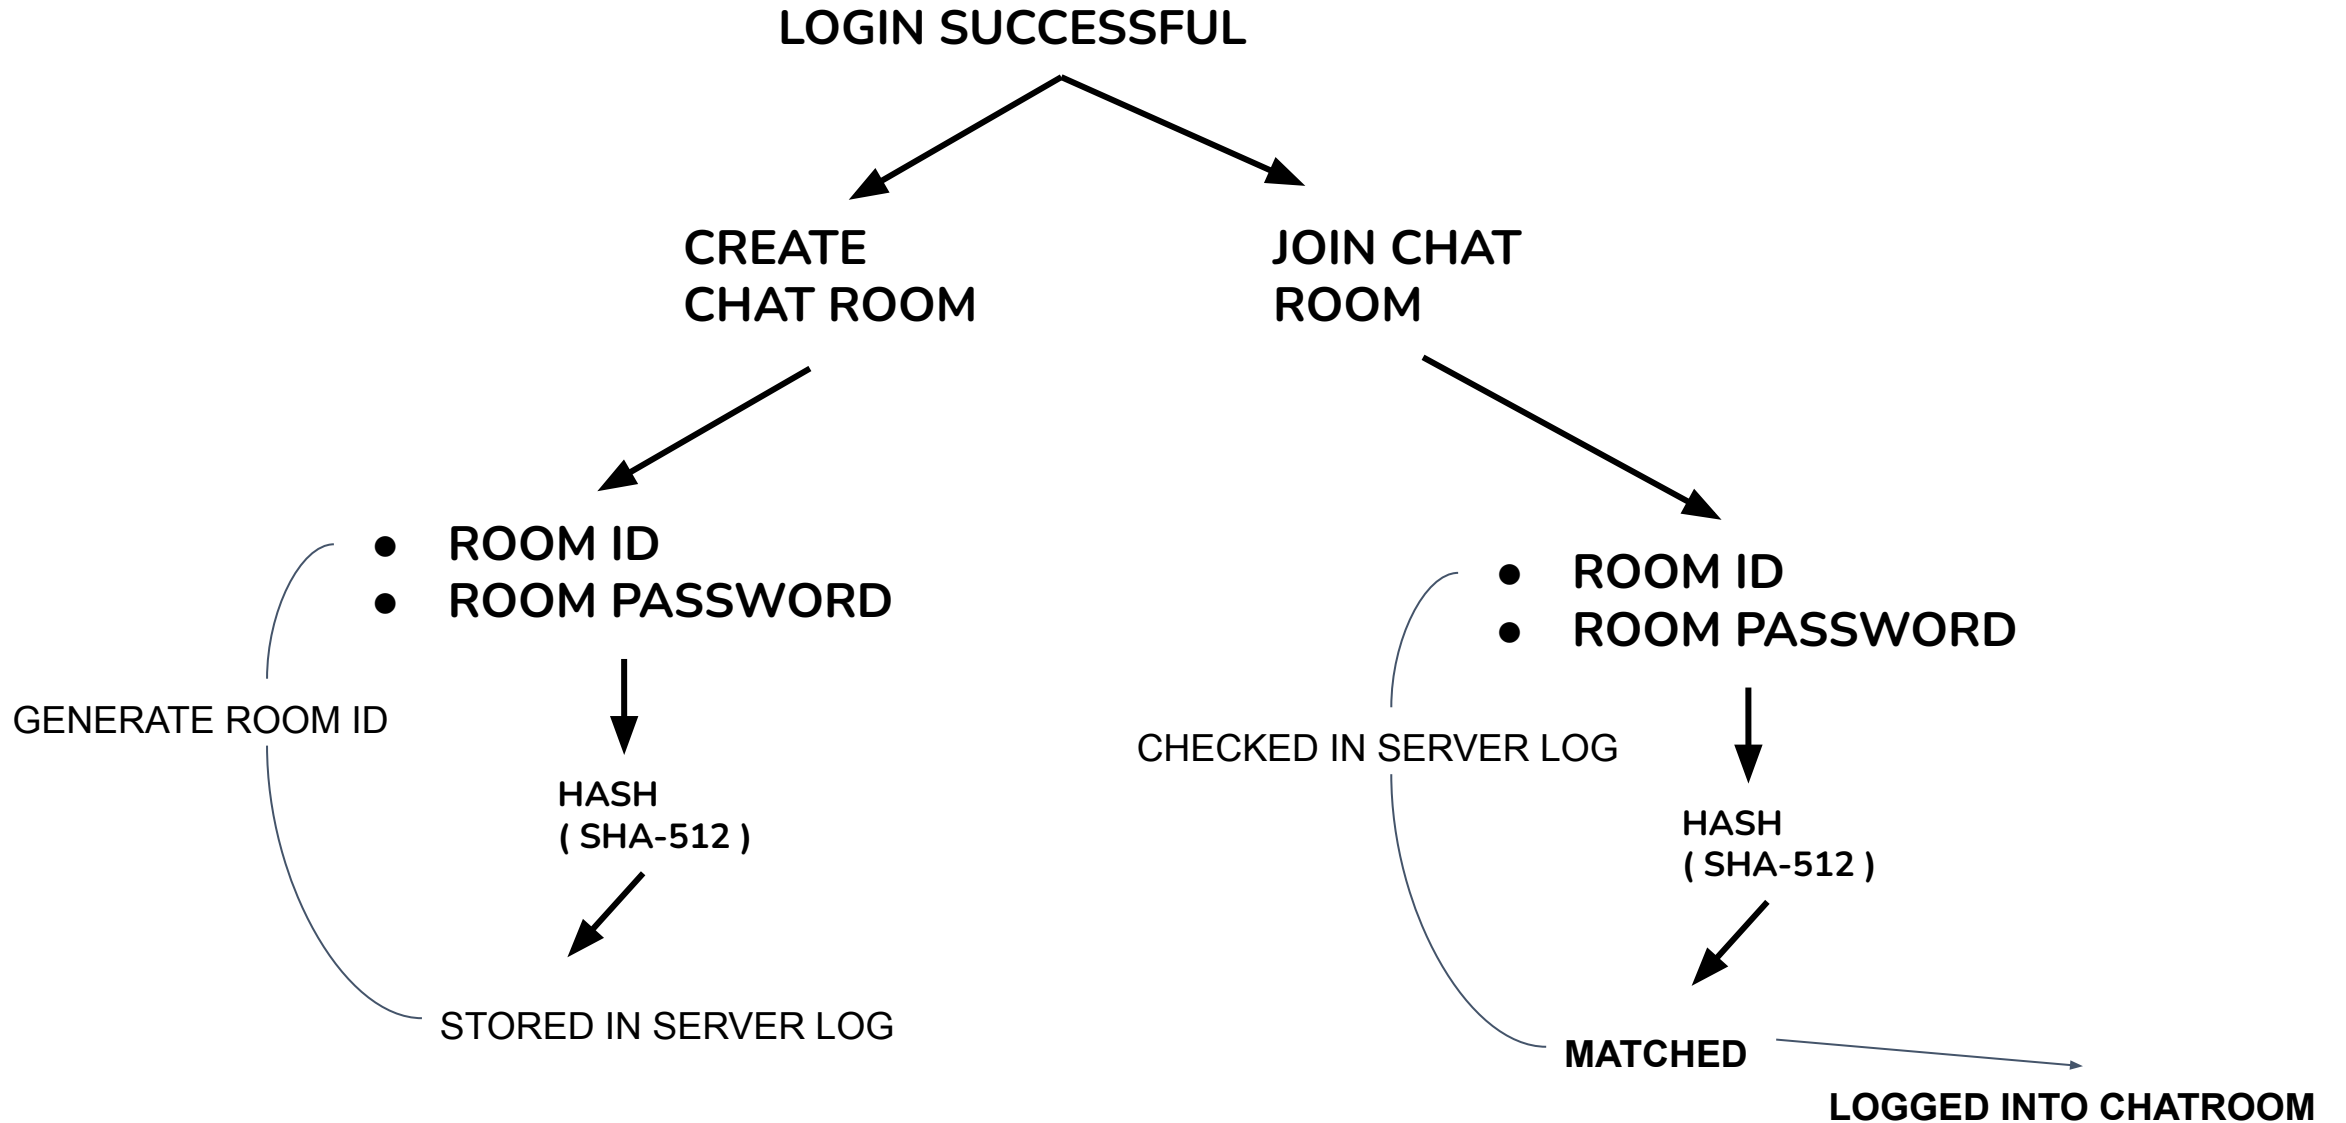 LOGIN SUCCESSFUL
CREATE
CHAT ROOM
JOIN CHAT
ROOM
● ROOM ID
● ROOM PASSWORD
GENERATE ROOM ID
HASH
( SHA-512 )
STORED IN SERVER LOG
● ROOM ID
● ROOM PASSWORD
CHECKED IN SERVER LOG
HASH
( SHA-512 )
MATCHED
LOGGED INTO CHATROOM